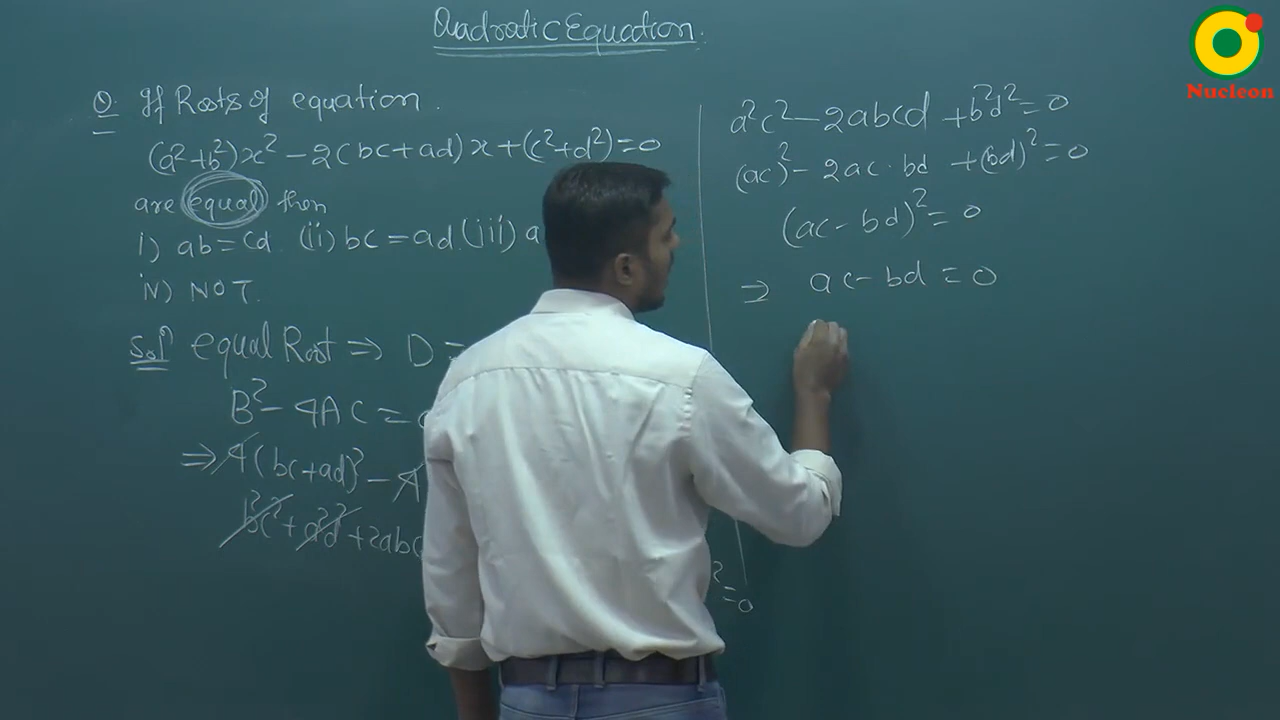 Quadratic Equation.
Nucleon
Q. If Roots of equation.
(a²+b²)x² - 2(bc+ad)x + (c²+d²) = 0
are equal then
i) ab = cd. (ii) bc = ad. (iii) a
iv) NOT.
Sol equal Root ⇒ D =
B² - 4AC =
⇒ 4(bc+ad)² - 4
b²c² + a²d² + 2abc
² = 0
a²c² - 2abcd + b²d² = 0
(ac)² - 2ac·bd + (bd)² = 0
(ac - bd)² = 0
⇒ ac - bd = 0